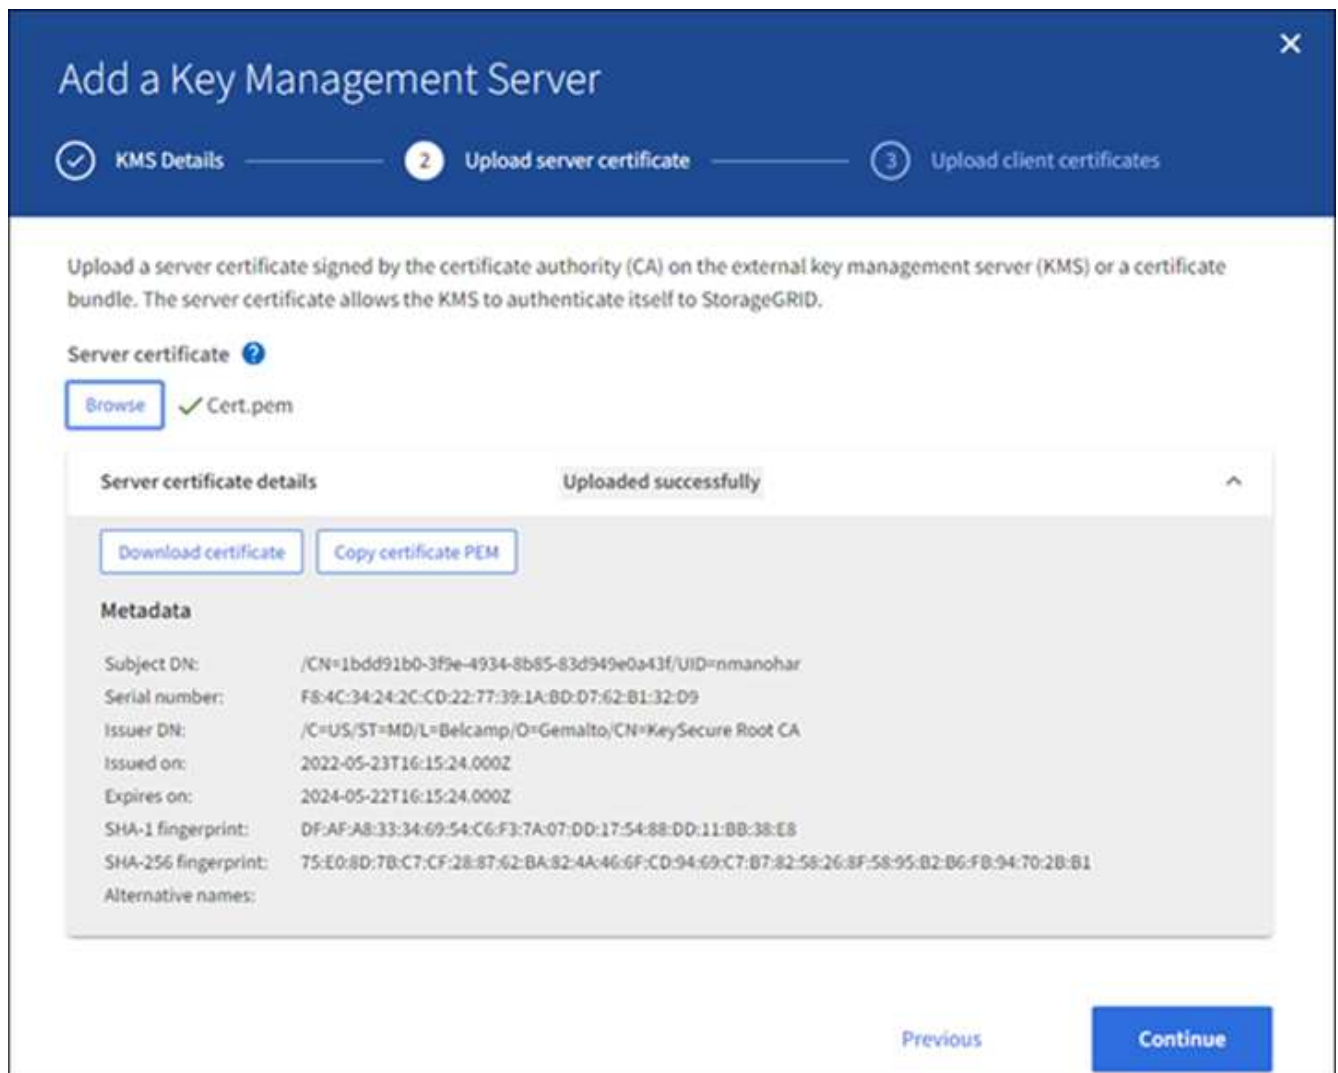 Add a Key Management Server
KMS Details
2 Upload server certificate
3 Upload client certificates
Upload a server certificate signed by the certificate authority (CA) on the external key management server (KMS) or a certificate
bundle. The server certificate allows the KMS to authenticate itself to StorageGRID.
Server certificate ?
Browse Cert.pem
Server certificate details Uploaded successfully
Download certificate Copy certificate PEM
Metadata
Subject DN: /CN=1bdd91b0-3f9e-4934-8b85-83d949e0a43f/UID=nmanohar
Serial number: F8:4C:34:24:2C:CD:22:77:39:1A:BD:D7:62:B1:32:D9
Issuer DN: /C=US/ST=MD/L=Belcamp/O=Gemalto/CN=KeySecure Root CA
Issued on: 2022-05-23T16:15:24.000Z
Expires on: 2024-05-22T16:15:24.000Z
SHA-1 fingerprint: DF:AF:A8:33:34:69:54:C6:F3:7A:07:DD:17:54:88:DD:11:BB:38:E8
SHA-256 fingerprint: 75:E0:8D:7B:C7:CF:28:87:62:BA:82:4A:46:6F:CD:94:69:C7:B7:82:58:26:8F:58:95:B2:B6:FB:94:70:2B:B1
Alternative names:
Previous Continue